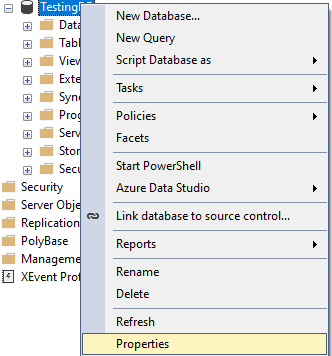 Testing
New Database...
Data
New Query
Tabl
Script Database as
View
Exte
Tasks
Syno
Prog
Policies
Serv
Facets
Stor
Secu
Start PowerShell
Security
Azure Data Studio
Server Obje
Replication
Link database to source control...
PolyBase
Reports
Manageme
XEvent Prof
Rename
Delete
Refresh
Properties